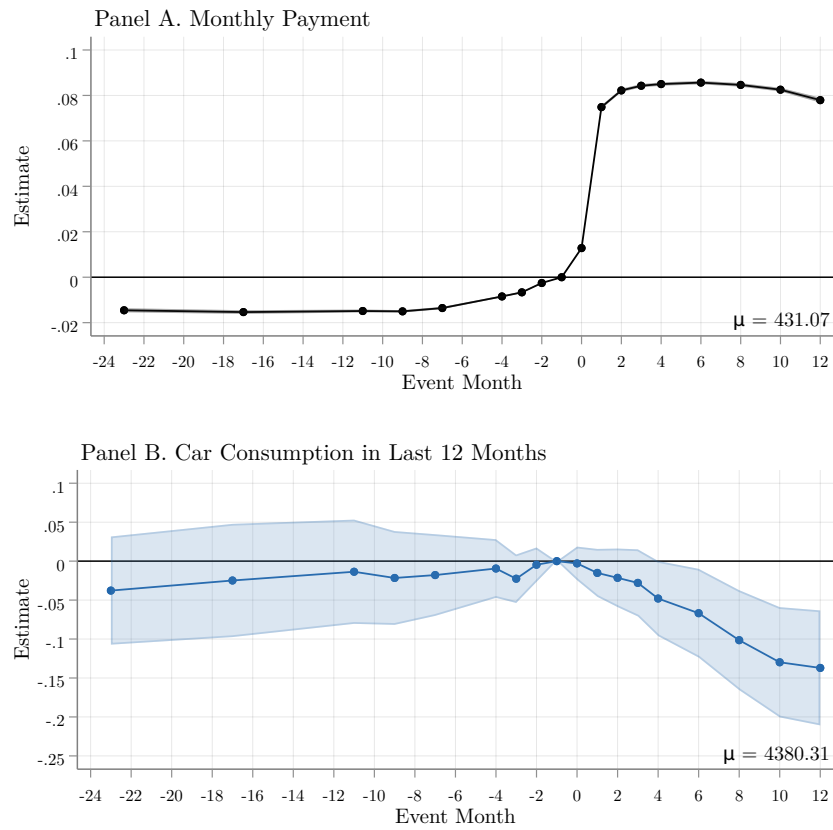 Panel A. Monthly Payment
.1
.08
.06
.04
.02
0
-.02
Estimate
μ = 431.07
-24 -22 -20 -18 -16 -14 -12 -10 -8 -6 -4 -2 0 2 4 6 8 10 12
Event Month
Panel B. Car Consumption in Last 12 Months
.1
.05
0
-.05
-.1
-.15
-.2
-.25
Estimate
μ = 4380.31
-24 -22 -20 -18 -16 -14 -12 -10 -8 -6 -4 -2 0 2 4 6 8 10 12
Event Month